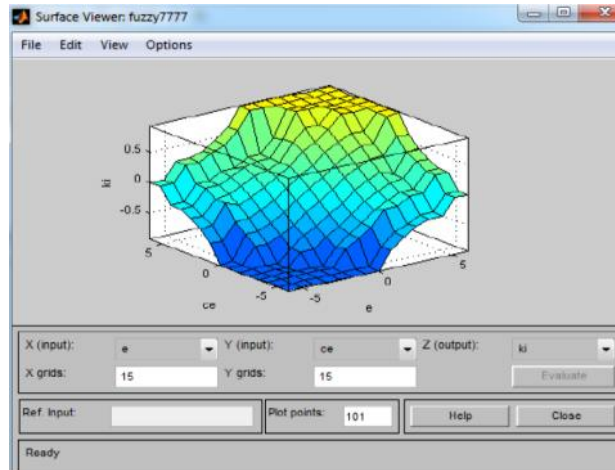 Surface Viewer: fuzzy7777
File Edit View Options
0.5
0
-0.5
ki
5
0
-5
ce
-5
0
5
e
X (input): e Y (input): ce Z (output): ki
X grids: 15 Y grids: 15 Evaluate
Ref. Input: Plot points: 101 Help Close
Ready